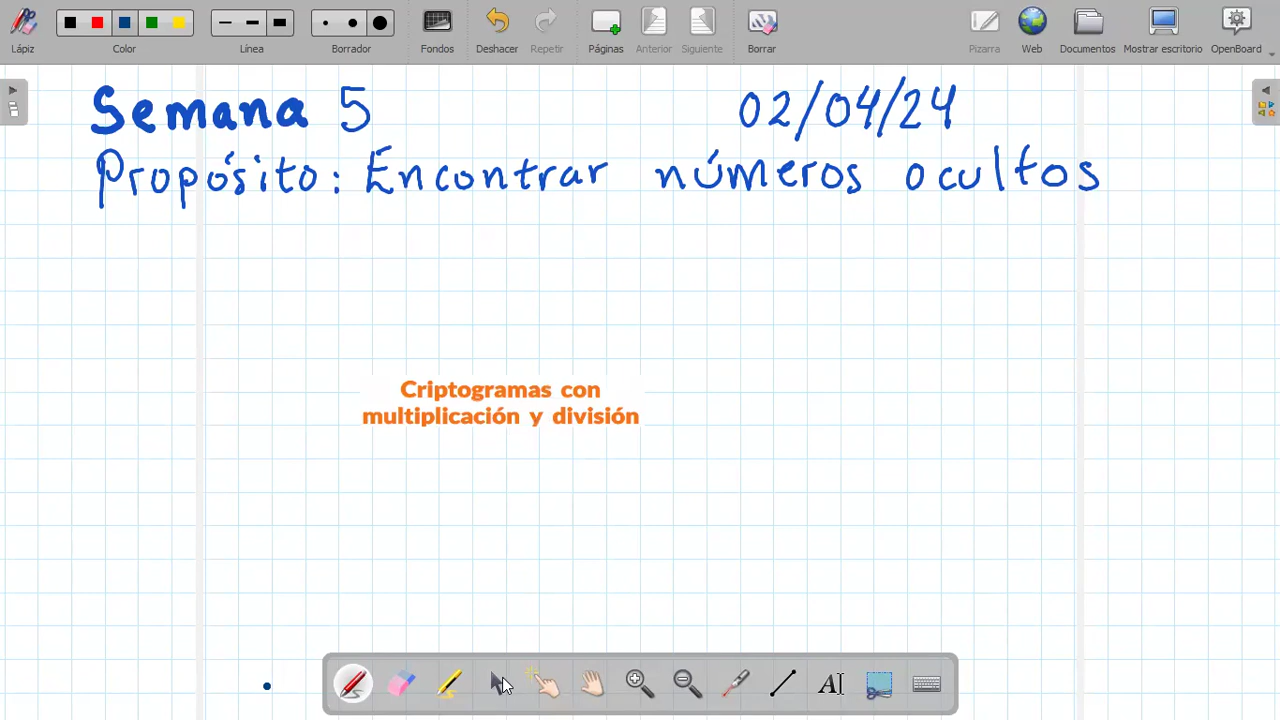 Lápiz Color Línea Borrador Fondos Deshacer Repetir Páginas Anterior Siguiente Borrar Pizarra Web Documentos Mostrar escritorio OpenBoard
Semana 5 02/04/24
Propósito: Encontrar números ocultos
Criptogramas con
multiplicación y división